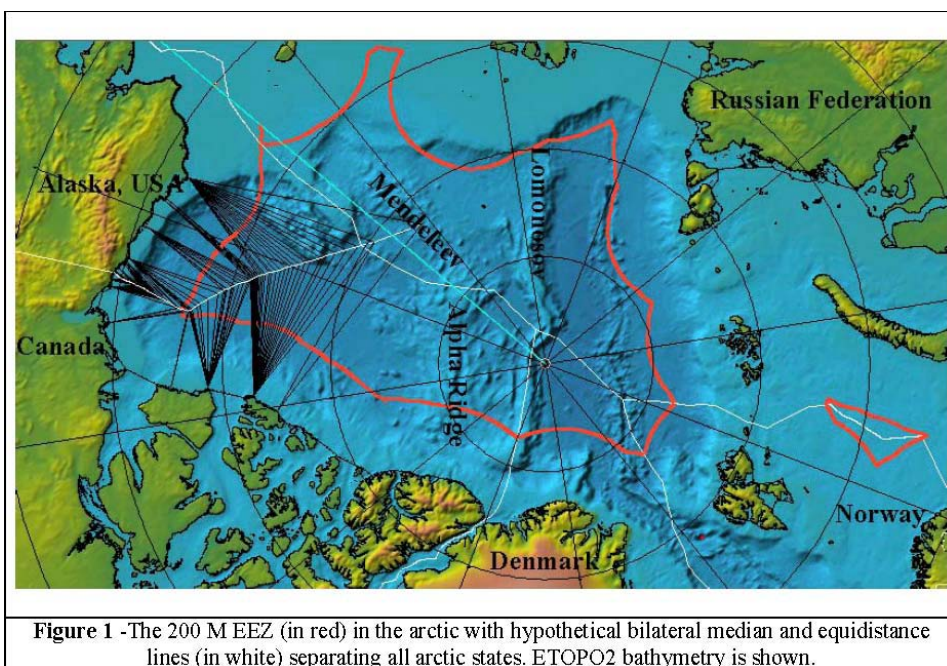 Russian Federation
Alaska, USA
Mendeleev
Lomonosov
Canada
Alpha Ridge
Norway
Denmark
Figure 1 -The 200 M EEZ (in red) in the arctic with hypothetical bilateral median and equidistance
lines (in white) separating all arctic states. ETOPO2 bathymetry is shown.